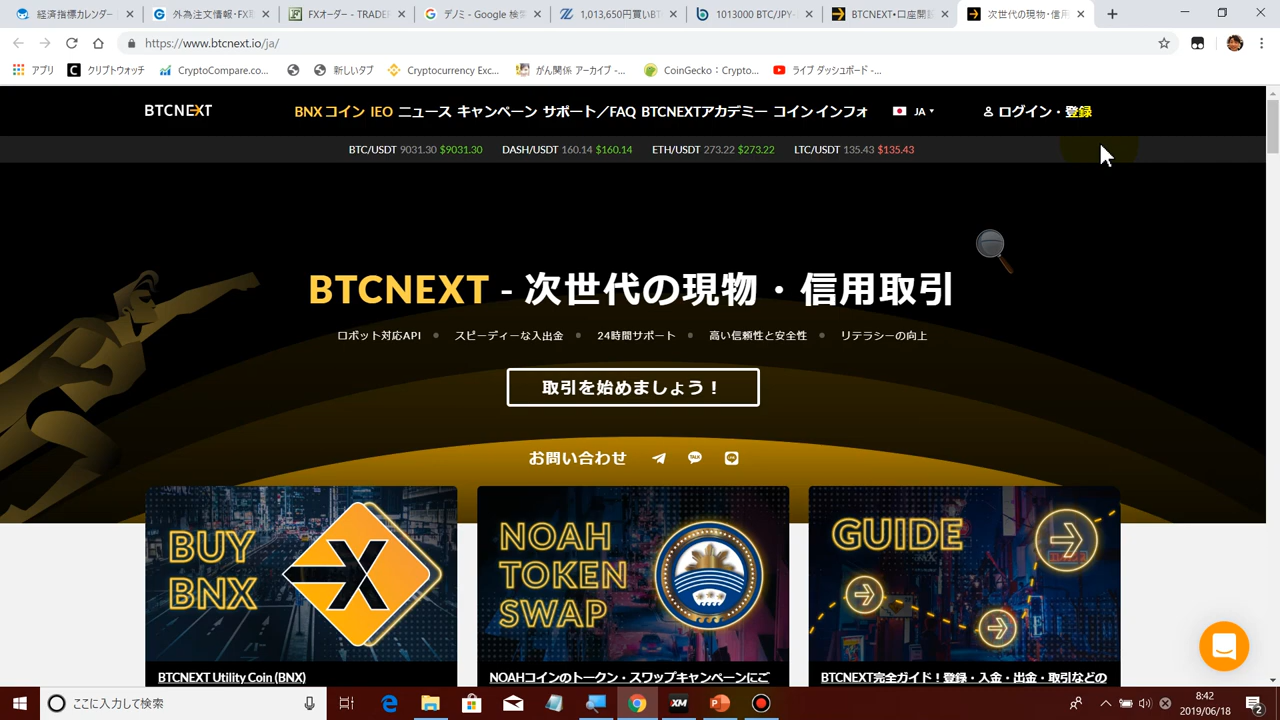 経済指標カレンダー -
外為注文情報・FX取
FXオーダー - TRADER
デノミ - Google 検索
1,013,650円買いBT
1013000 BTC/JPY-
BTCNEXT・口座開設
次世代の現物・信用
https://www.btcnext.io/ja/
アプリ
クリプトウォッチ
CryptoCompare.co...
新しいタブ
Cryptocurrency Exc...
がん関係 アーカイブ -...
CoinGecko：Crypto...
ライブ ダッシュボード -...
BTCNEXT
BNXコイン IEO ニュース キャンペーン サポート／FAQ BTCNEXTアカデミー コインインフォ
JA
ログイン・登録
BTC/USDT 9031.30 $9031.30
DASH/USDT 160.14 $160.14
ETH/USDT 273.22 $273.22
LTC/USDT 135.43 $135.43
BTCNEXT - 次世代の現物・信用取引
ロボット対応API
スピーディーな入出金
24時間サポート
高い信頼性と安全性
リテラシーの向上
取引を始めましょう！
お問い合わせ
TALK
LINE
BUY
BNX
NOAH
TOKEN
SWAP
GUIDE
BTCNEXT Utility Coin (BNX)
NOAHコインのトークン・スワップキャンペーンにご
BTCNEXT完全ガイド！登録・入金・出金・取引などの
ここに入力して検索
XM
8:42
2019/06/18
2